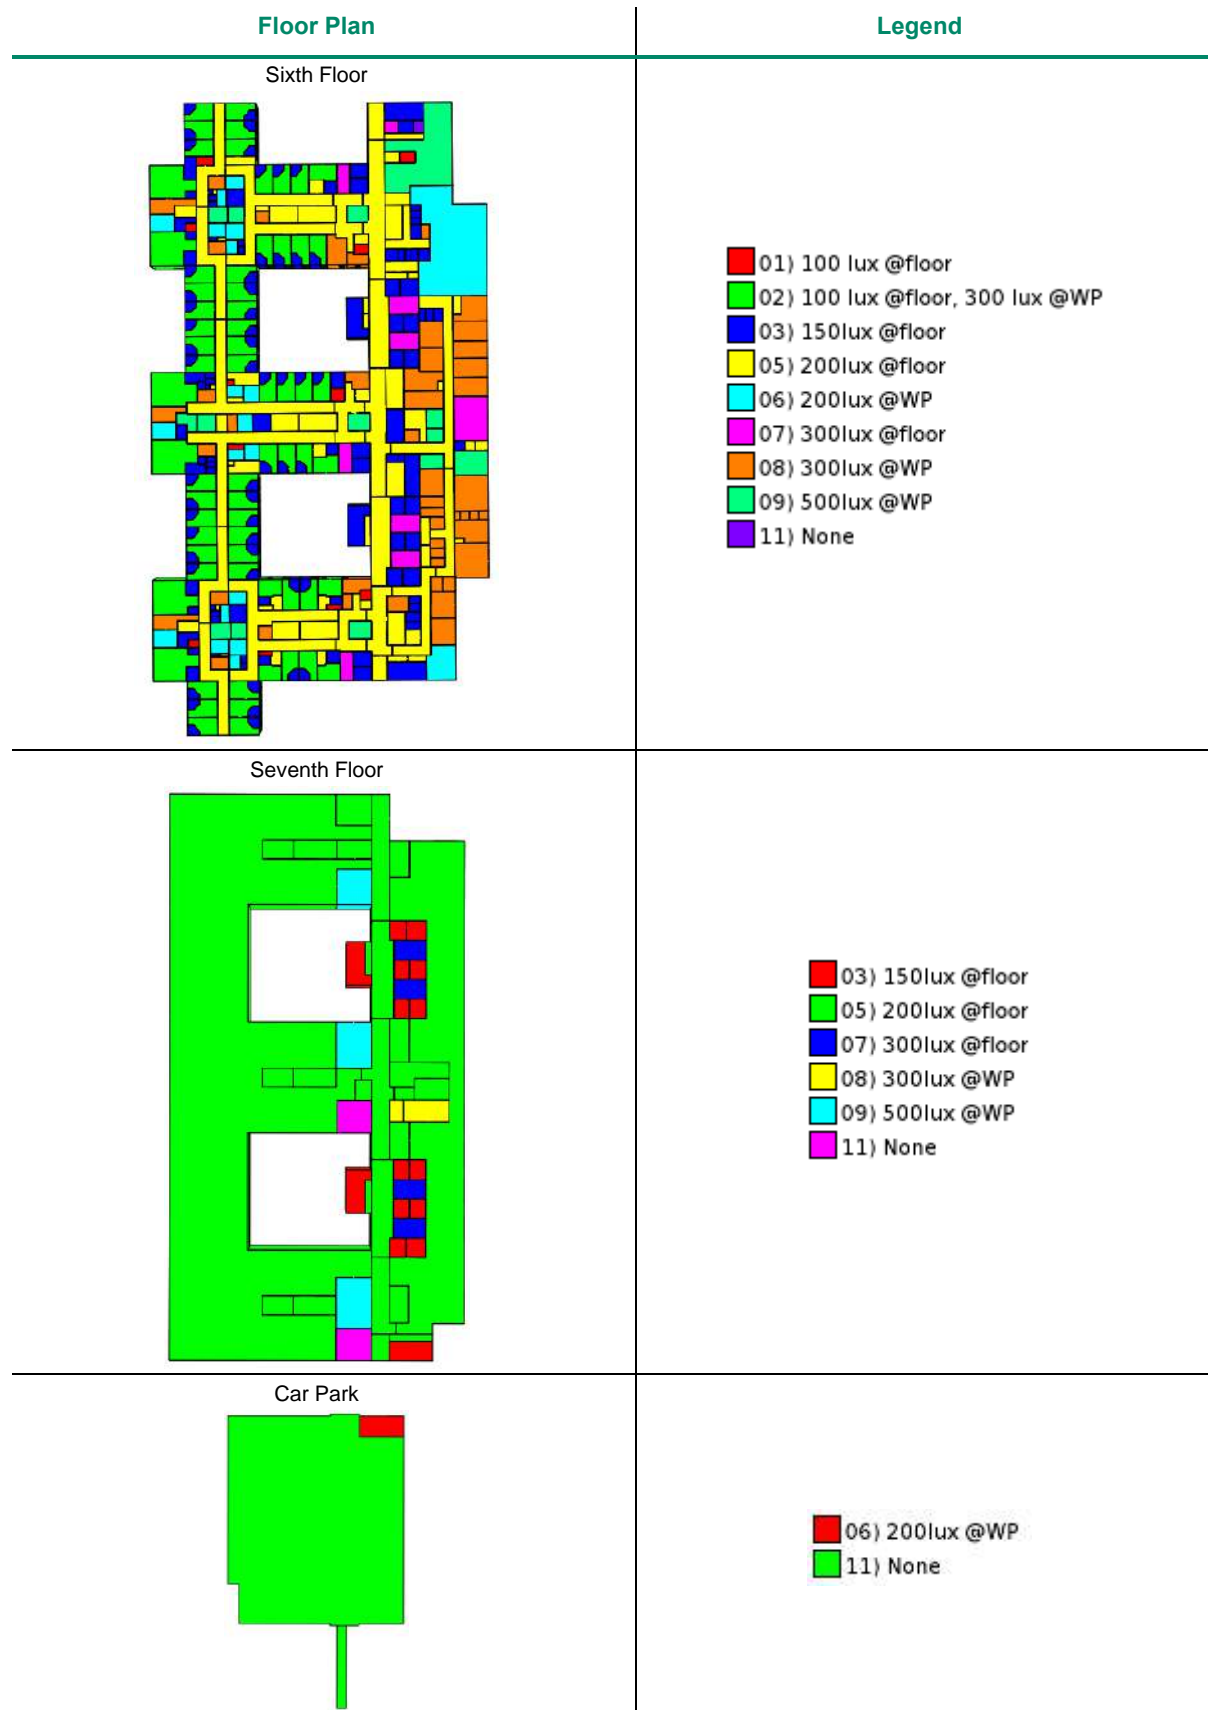 Floor Plan
Legend
Sixth Floor
01) 100 lux @floor
02) 100 lux @floor, 300 lux @WP
03) 150lux @floor
05) 200lux @floor
06) 200lux @WP
07) 300lux @floor
08) 300lux @WP
09) 500lux @WP
11) None
Seventh Floor
03) 150lux @floor
05) 200lux @floor
07) 300lux @floor
08) 300lux @WP
09) 500lux @WP
11) None
Car Park
06) 200lux @WP
11) None